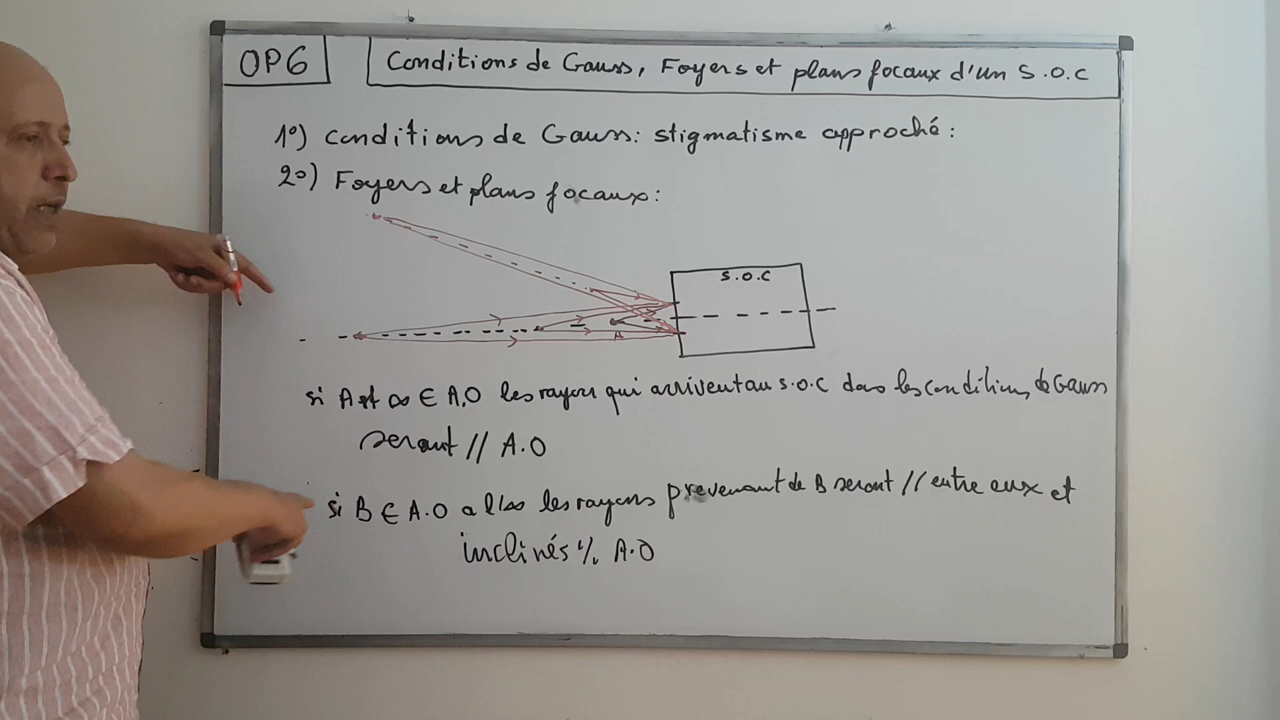 OP6
Conditions de Gauss, Foyers et plans focaux d'un S.O.C
1°) conditions de Gauss: stigmatisme approché:
2°) Foyers et plans focaux:
S.O.C
A
si A est ∞ ∈ A.O les rayons qui arrivent au s.o.c dans les conditions de Gauss
seront // A.O
si B ∈ A.O a l'∞ les rayons prevenant de B seront // entre eux et
inclinés % A.O